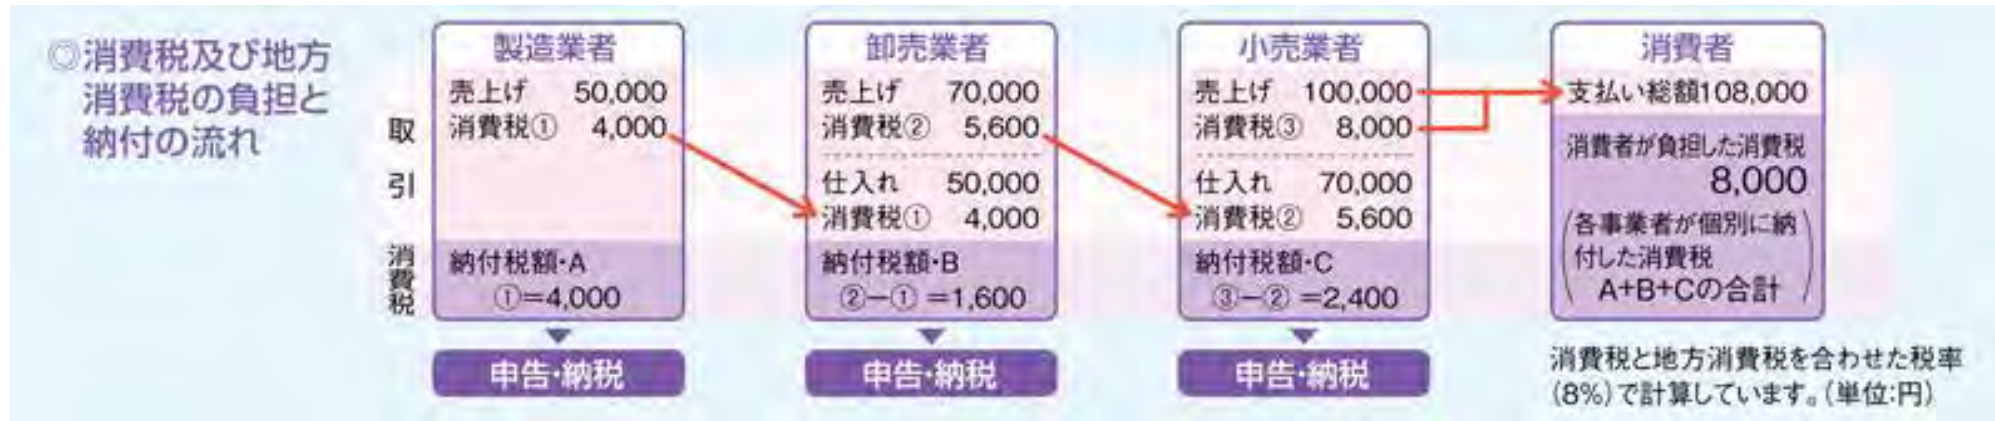 ◎消費税及び地方
消費税の負担と
納付の流れ
取
引
消
費
税
製造業者
売上げ 50,000
消費税① 4,000
納付税額・A
①=4,000
申告・納税
卸売業者
売上げ 70,000
消費税② 5,600
仕入れ 50,000
消費税① 4,000
納付税額・B
②−① =1,600
申告・納税
小売業者
売上げ 100,000
消費税③ 8,000
仕入れ 70,000
消費税② 5,600
納付税額・C
③−② =2,400
申告・納税
消費者
支払い総額108,000
消費者が負担した消費税
8,000
(各事業者が個別に納
付した消費税
A+B+Cの合計)
消費税と地方消費税を合わせた税率
(8%)で計算しています。(単位:円)